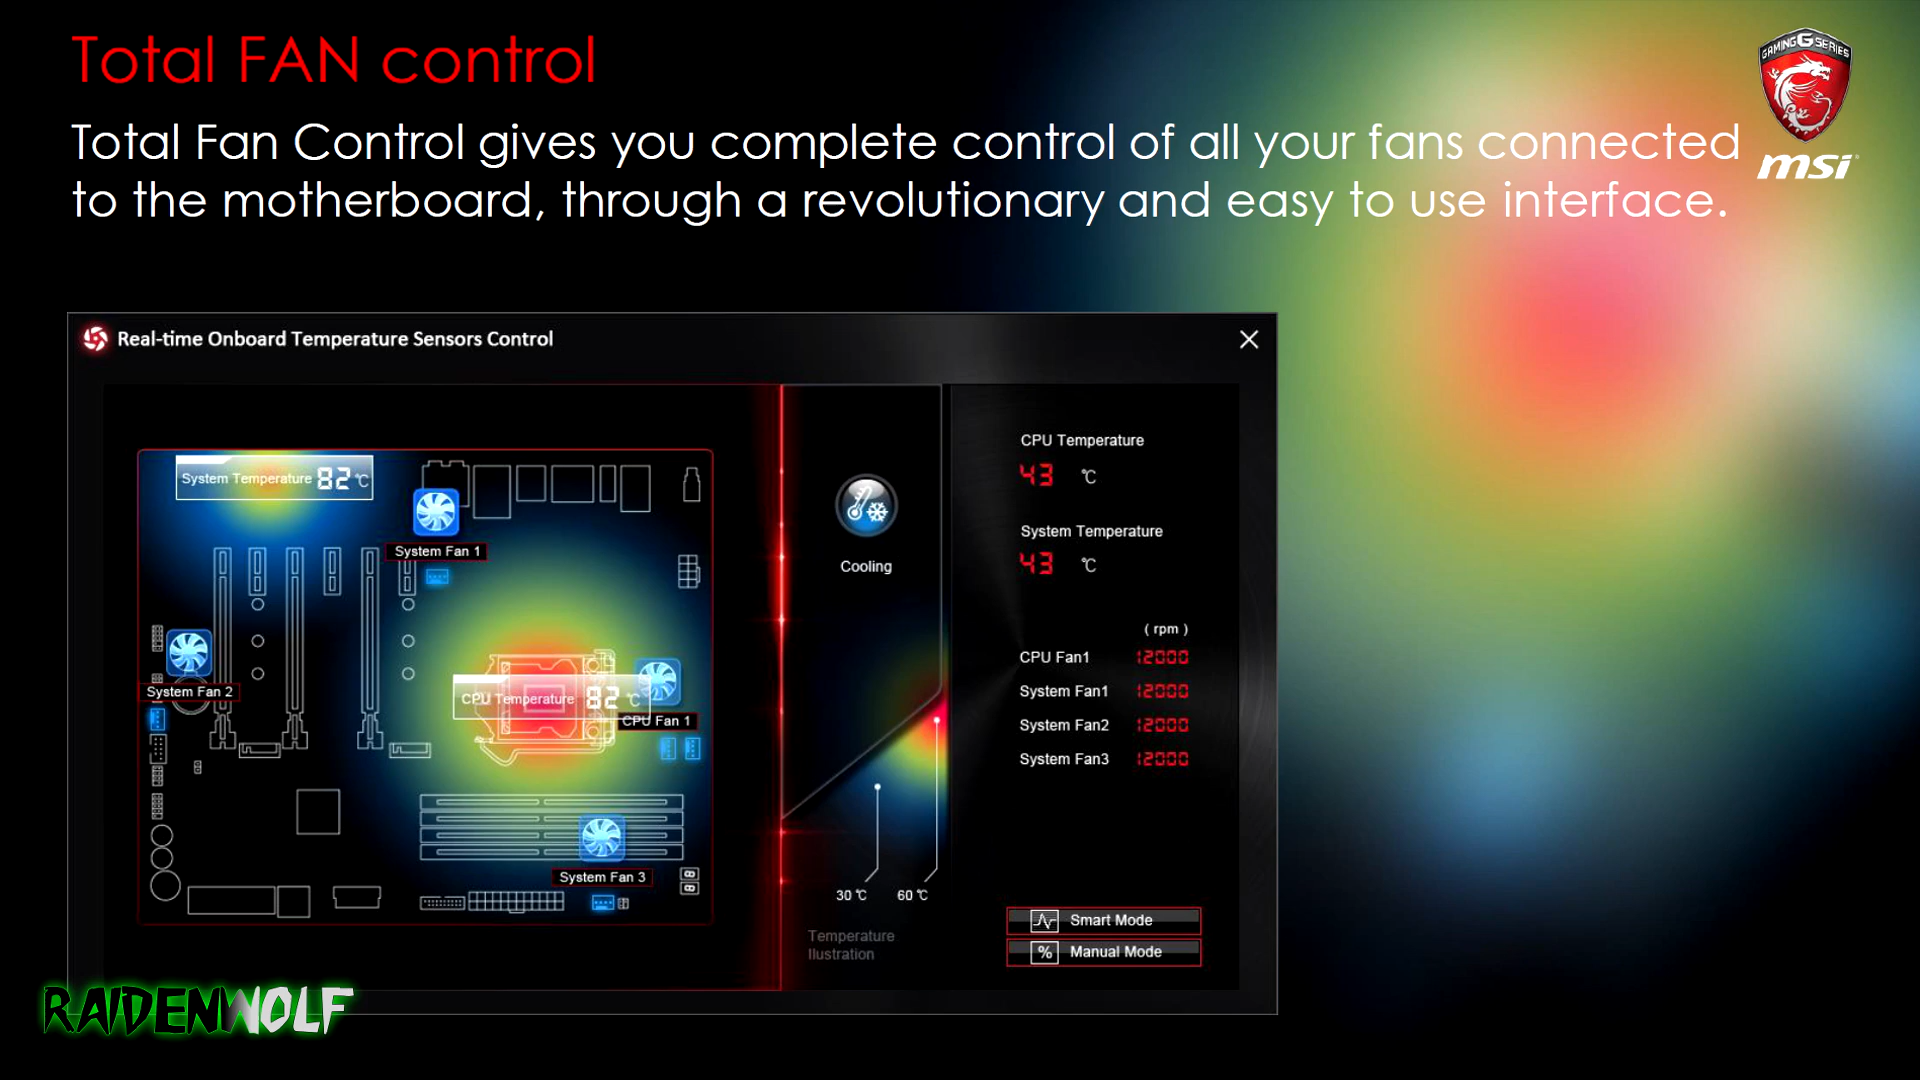 Total FAN control
GAMING G SERIES
msi
Total Fan Control gives you complete control of all your fans connected
to the motherboard, through a revolutionary and easy to use interface.
Real-time Onboard Temperature Sensors Control
System Temperature 82 ℃
System Fan 1
System Fan 2
CPU Temperature 82 ℃
CPU Fan 1
System Fan 3
Cooling
30 ℃
60 ℃
Temperature
Ilustration
CPU Temperature
43 ℃
System Temperature
43 ℃
( rpm )
CPU Fan1 12000
System Fan1 12000
System Fan2 12000
System Fan3 12000
Smart Mode
% Manual Mode
RAIDENWOLF